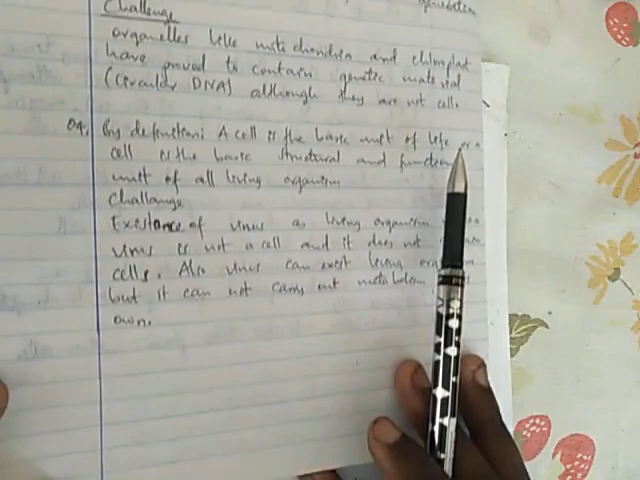 Challenge
organelles like mitochondria and chloroplast
have proved to contain genetic material
(Circular DNA) although they are not cells
04. By definition: A cell is the basic unit of life or a
cell is the basic structural and function
unit of all living organism
challange
Existance of virus as living organism
virus is not a cell and it does not
cells. Also virus can exist living
but it can not carry out metabolism
own.